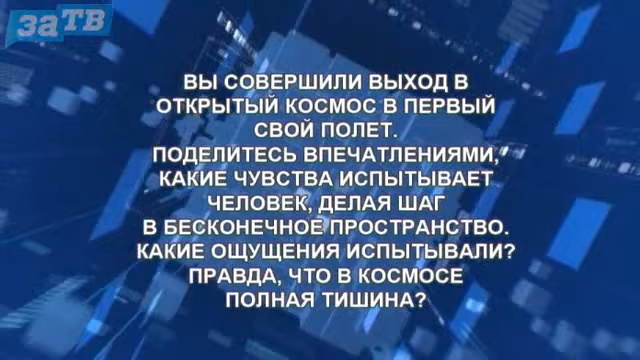 заТВ
ВЫ СОВЕРШИЛИ ВЫХОД В
ОТКРЫТЫЙ КОСМОС В ПЕРВЫЙ
СВОЙ ПОЛЕТ.
ПОДЕЛИТЕСЬ ВПЕЧАТЛЕНИЯМИ,
КАКИЕ ЧУВСТВА ИСПЫТЫВАЕТ
ЧЕЛОВЕК, ДЕЛАЯ ШАГ
В БЕСКОНЕЧНОЕ ПРОСТРАНСТВО.
КАКИЕ ОЩУЩЕНИЯ ИСПЫТЫВАЛИ?
ПРАВДА, ЧТО В КОСМОСЕ
ПОЛНАЯ ТИШИНА?